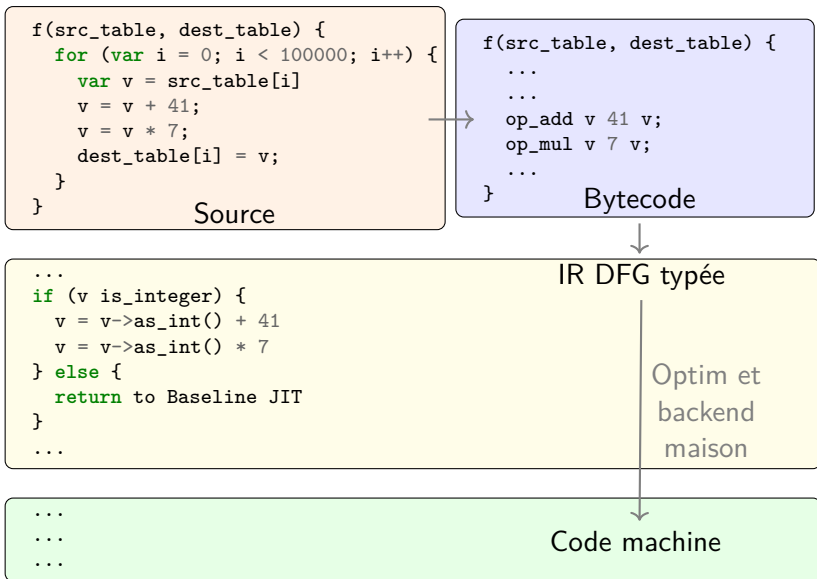 f(src_table, dest_table) {
for (var i = 0; i < 100000; i++) {
var v = src_table[i]
v = v + 41;
v = v * 7;
dest_table[i] = v;
}
}
Source
f(src_table, dest_table) {
...
...
op_add v 41 v;
op_mul v 7 v;
...
}
Bytecode
IR DFG typée
...
if (v is_integer) {
v = v->as_int() + 41
v = v->as_int() * 7
} else {
return to Baseline JIT
}
...
Optim et
backend
maison
...
...
...
Code machine